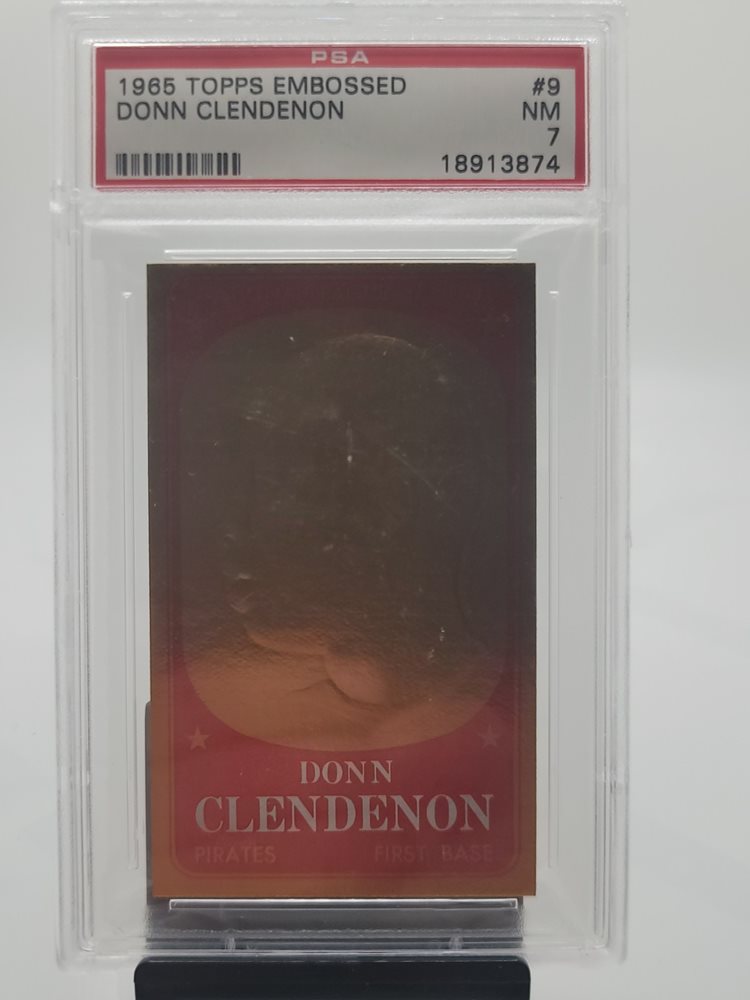 PSA
1965 TOPPS EMBOSSED #9
DONN CLENDENON NM
7
18913874
DONN
CLENDENON
PIRATES FIRST BASE